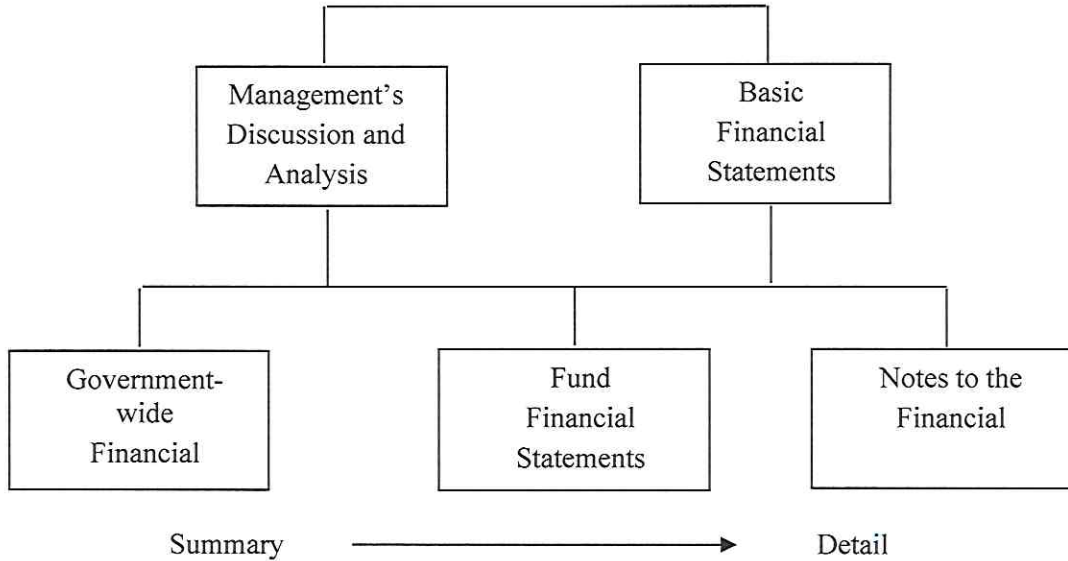 Management’s
Discussion and
Analysis
Basic
Financial
Statements
Government-
wide
Financial
Fund
Financial
Statements
Notes to the
Financial
Summary
Detail